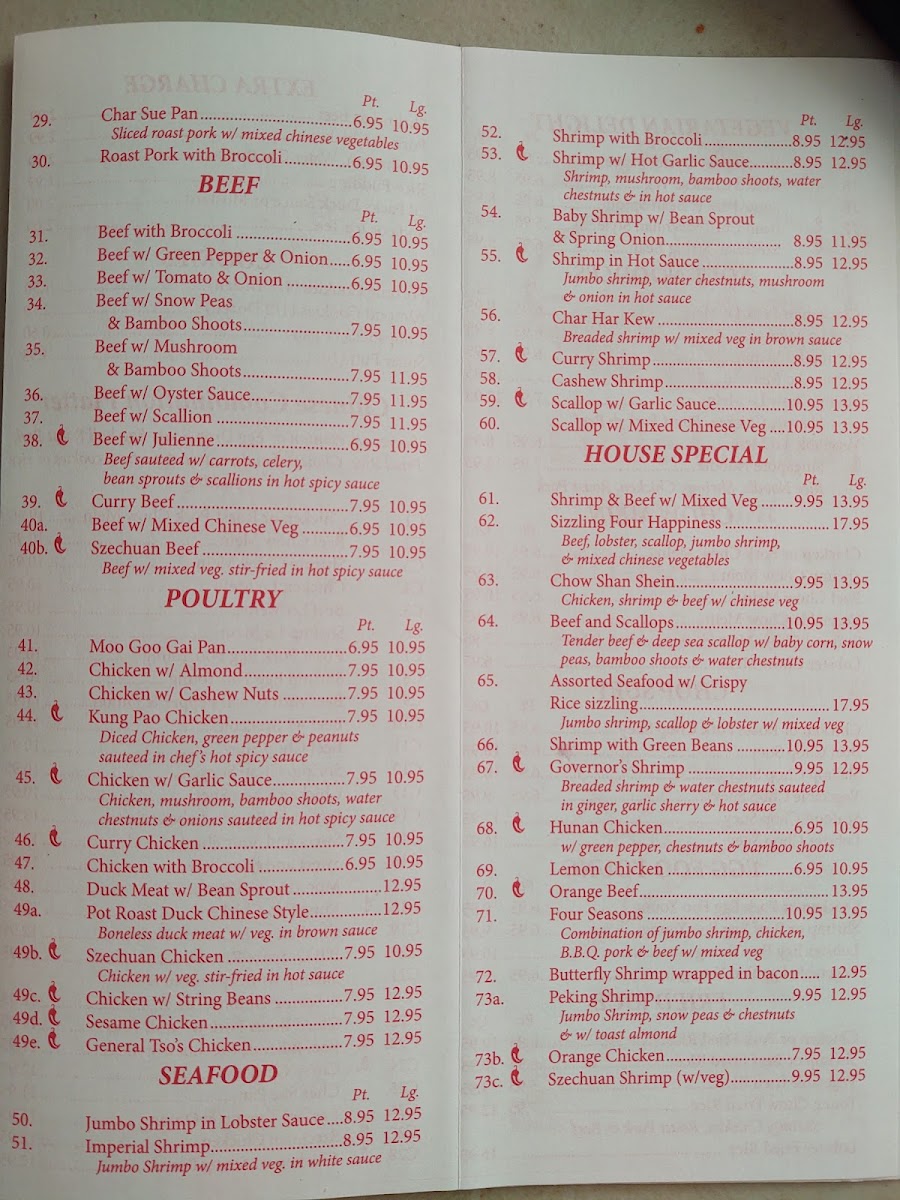 Pt. Lg.
29. Char Sue Pan.......6.95 10.95
Sliced roast pork w/ mixed chinese vegetables
30. Roast Pork with Broccoli.......6.95 10.95
BEEF
Pt. Lg.
31. Beef with Broccoli.......6.95 10.95
32. Beef w/ Green Pepper & Onion.....6.95 10.95
33. Beef w/ Tomato & Onion.......6.95 10.95
34. Beef w/ Snow Peas
& Bamboo Shoots.......7.95 10.95
35. Beef w/ Mushroom
& Bamboo Shoots.......7.95 11.95
36. Beef w/ Oyster Sauce.......7.95 11.95
37. Beef w/ Scallion.......7.95 11.95
38. Beef w/ Julienne.......6.95 10.95
Beef sauteed w/ carrots, celery,
bean sprouts & scallions in hot spicy sauce
39. Curry Beef.......7.95 10.95
40a. Beef w/ Mixed Chinese Veg.......6.95 10.95
40b. Szechuan Beef.......7.95 10.95
Beef w/ mixed veg. stir-fried in hot spicy sauce
POULTRY
Pt. Lg.
41. Moo Goo Gai Pan.......6.95 10.95
42. Chicken w/ Almond.......7.95 10.95
43. Chicken w/ Cashew Nuts.......7.95 10.95
44. Kung Pao Chicken.......7.95 10.95
Diced Chicken, green pepper & peanuts
sauteed in chef's hot spicy sauce
45. Chicken w/ Garlic Sauce.......7.95 10.95
Chicken, mushroom, bamboo shoots, water
chestnuts & onions sauteed in hot spicy sauce
46. Curry Chicken.......7.95 10.95
47. Chicken with Broccoli.......6.95 10.95
48. Duck Meat w/ Bean Sprout.......12.95
49a. Pot Roast Duck Chinese Style.......12.95
Boneless duck meat w/ veg. in brown sauce
49b. Szechuan Chicken.......7.95 10.95
Chicken w/ veg. stir-fried in hot sauce
49c. Chicken w/ String Beans.......7.95 12.95
49d. Sesame Chicken.......7.95 12.95
49e. General Tso's Chicken.......7.95 12.95
SEAFOOD
Pt. Lg.
50. Jumbo Shrimp in Lobster Sauce....8.95 12.95
51. Imperial Shrimp.......8.95 12.95
Jumbo Shrimp w/ mixed veg. in white sauce
Pt. Lg.
52. Shrimp with Broccoli.......8.95 12.95
53. Shrimp w/ Hot Garlic Sauce.......8.95 12.95
Shrimp, mushroom, bamboo shoots, water
chestnuts & in hot sauce
54. Baby Shrimp w/ Bean Sprout
& Spring Onion....... 8.95 11.95
55. Shrimp in Hot Sauce.......8.95 12.95
Jumbo shrimp, water chestnuts, mushroom
& onion in hot sauce
56. Char Har Kew.......8.95 12.95
Breaded shrimp w/ mixed veg in brown sauce
57. Curry Shrimp.......8.95 12.95
58. Cashew Shrimp.......8.95 12.95
59. Scallop w/ Garlic Sauce.......10.95 13.95
60. Scallop w/ Mixed Chinese Veg ....10.95 13.95
HOUSE SPECIAL
Pt. Lg.
61. Shrimp & Beef w/ Mixed Veg .......9.95 13.95
62. Sizzling Four Happiness.......17.95
Beef, lobster, scallop, jumbo shrimp,
& mixed chinese vegetables
63. Chow Shan Shein.......9.95 13.95
Chicken, shrimp & beef w/ chinese veg
64. Beef and Scallops.......10.95 13.95
Tender beef & deep sea scallop w/ baby corn, snow
peas, bamboo shoots & water chestnuts
65. Assorted Seafood w/ Crispy
Rice sizzling.......17.95
Jumbo shrimp, scallop & lobster w/ mixed veg
66. Shrimp with Green Beans.......10.95 13.95
67. Governor's Shrimp.......9.95 12.95
Breaded shrimp & water chestnuts sauteed
in ginger, garlic sherry & hot sauce
68. Hunan Chicken.......6.95 10.95
w/ green pepper, chestnuts & bamboo shoots
69. Lemon Chicken.......6.95 10.95
70. Orange Beef.......13.95
71. Four Seasons.......10.95 13.95
Combination of jumbo shrimp, chicken,
B.B.Q. pork & beef w/ mixed veg
72. Butterfly Shrimp wrapped in bacon..... 12.95
73a. Peking Shrimp.......9.95 12.95
Jumbo Shrimp, snow peas & chestnuts
& w/ toast almond
73b. Orange Chicken.......7.95 12.95
73c. Szechuan Shrimp (w/veg).......9.95 12.95